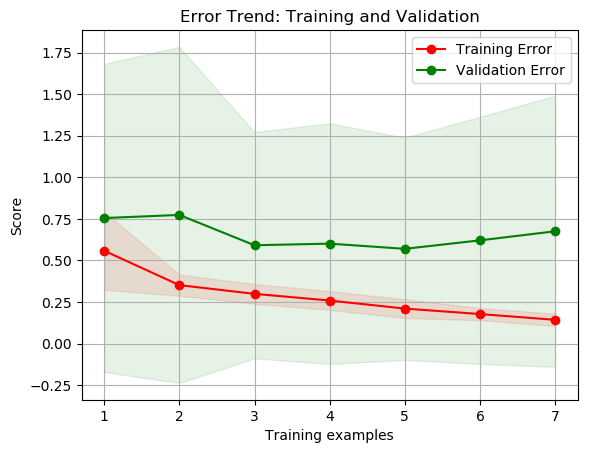 Error Trend: Training and Validation
Training Error
Validation Error
Score
1.75
1.50
1.25
1.00
0.75
0.50
0.25
0.00
−0.25
1 2 3 4 5 6 7
Training examples